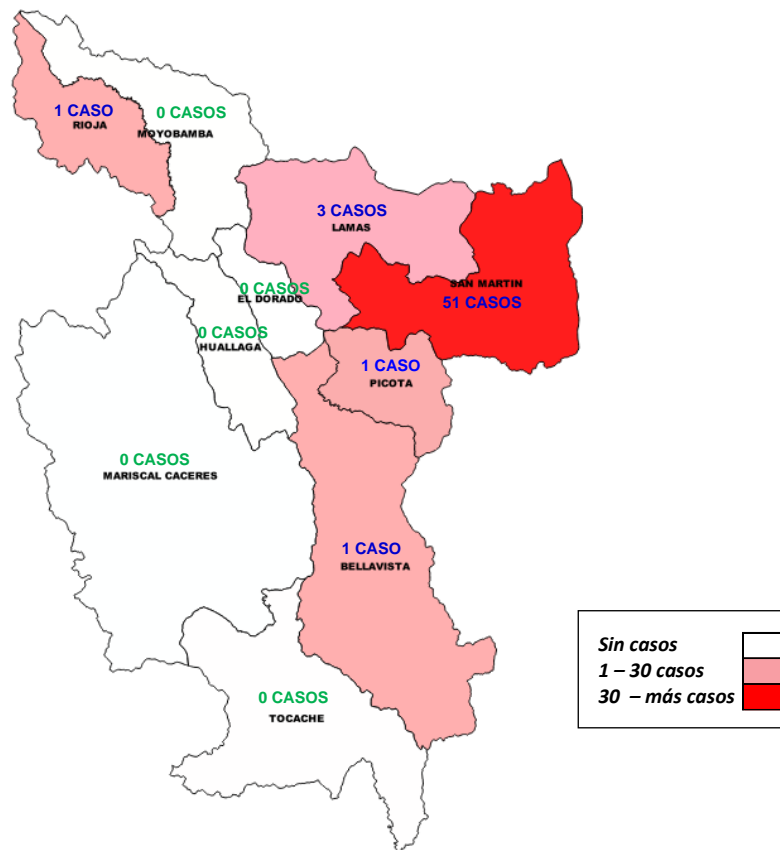 1 CASO
RIOJA
0 CASOS
MOYOBAMBA
3 CASOS
LAMAS
SAN MARTIN
51 CASOS
0 CASOS
EL DORADO
0 CASOS
HUALLAGA
1 CASO
PICOTA
0 CASOS
MARISCAL CACERES
1 CASO
BELLAVISTA
0 CASOS
TOCACHE
Sin casos
1 – 30 casos
30 – más casos